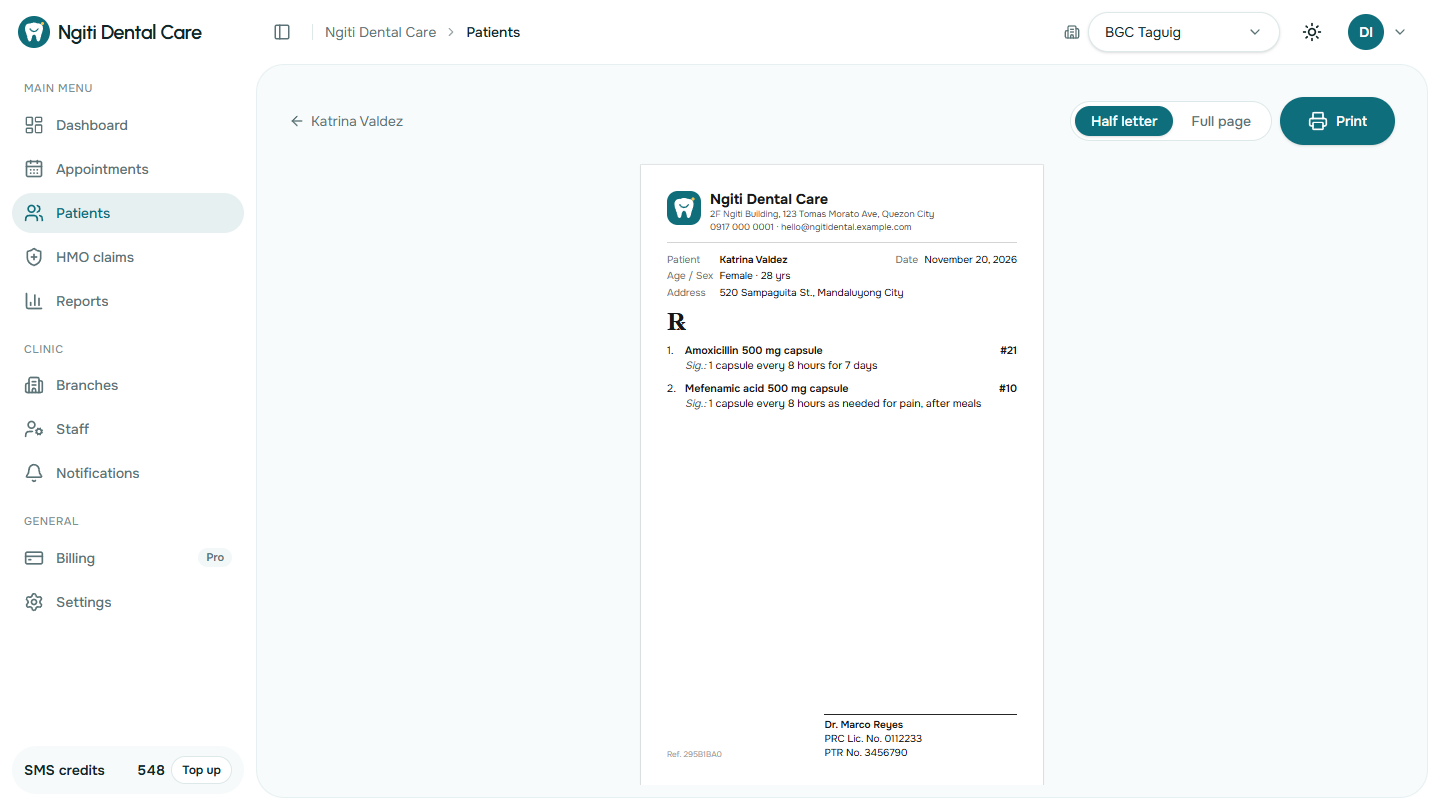 Ngiti Dental Care
Ngiti Dental Care > Patients
BGC Taguig
DI
MAIN MENU
Dashboard
Appointments
Patients
HMO claims
Reports
CLINIC
Branches
Staff
Notifications
GENERAL
Billing Pro
Settings
SMS credits 548 Top up
← Katrina Valdez
Half letter Full page Print
Ngiti Dental Care
2F Ngiti Building, 123 Tomas Morato Ave, Quezon City
0917 000 0001 · hello@ngitidental.example.com
Patient Katrina Valdez Date November 20, 2026
Age / Sex Female · 28 yrs
Address 520 Sampaguita St., Mandaluyong City
℞
1. Amoxicillin 500 mg capsule #21
Sig.: 1 capsule every 8 hours for 7 days
2. Mefenamic acid 500 mg capsule #10
Sig.: 1 capsule every 8 hours as needed for pain, after meals
Dr. Marco Reyes
PRC Lic. No. 0112233
PTR No. 3456790
Ref. 295B1BA0